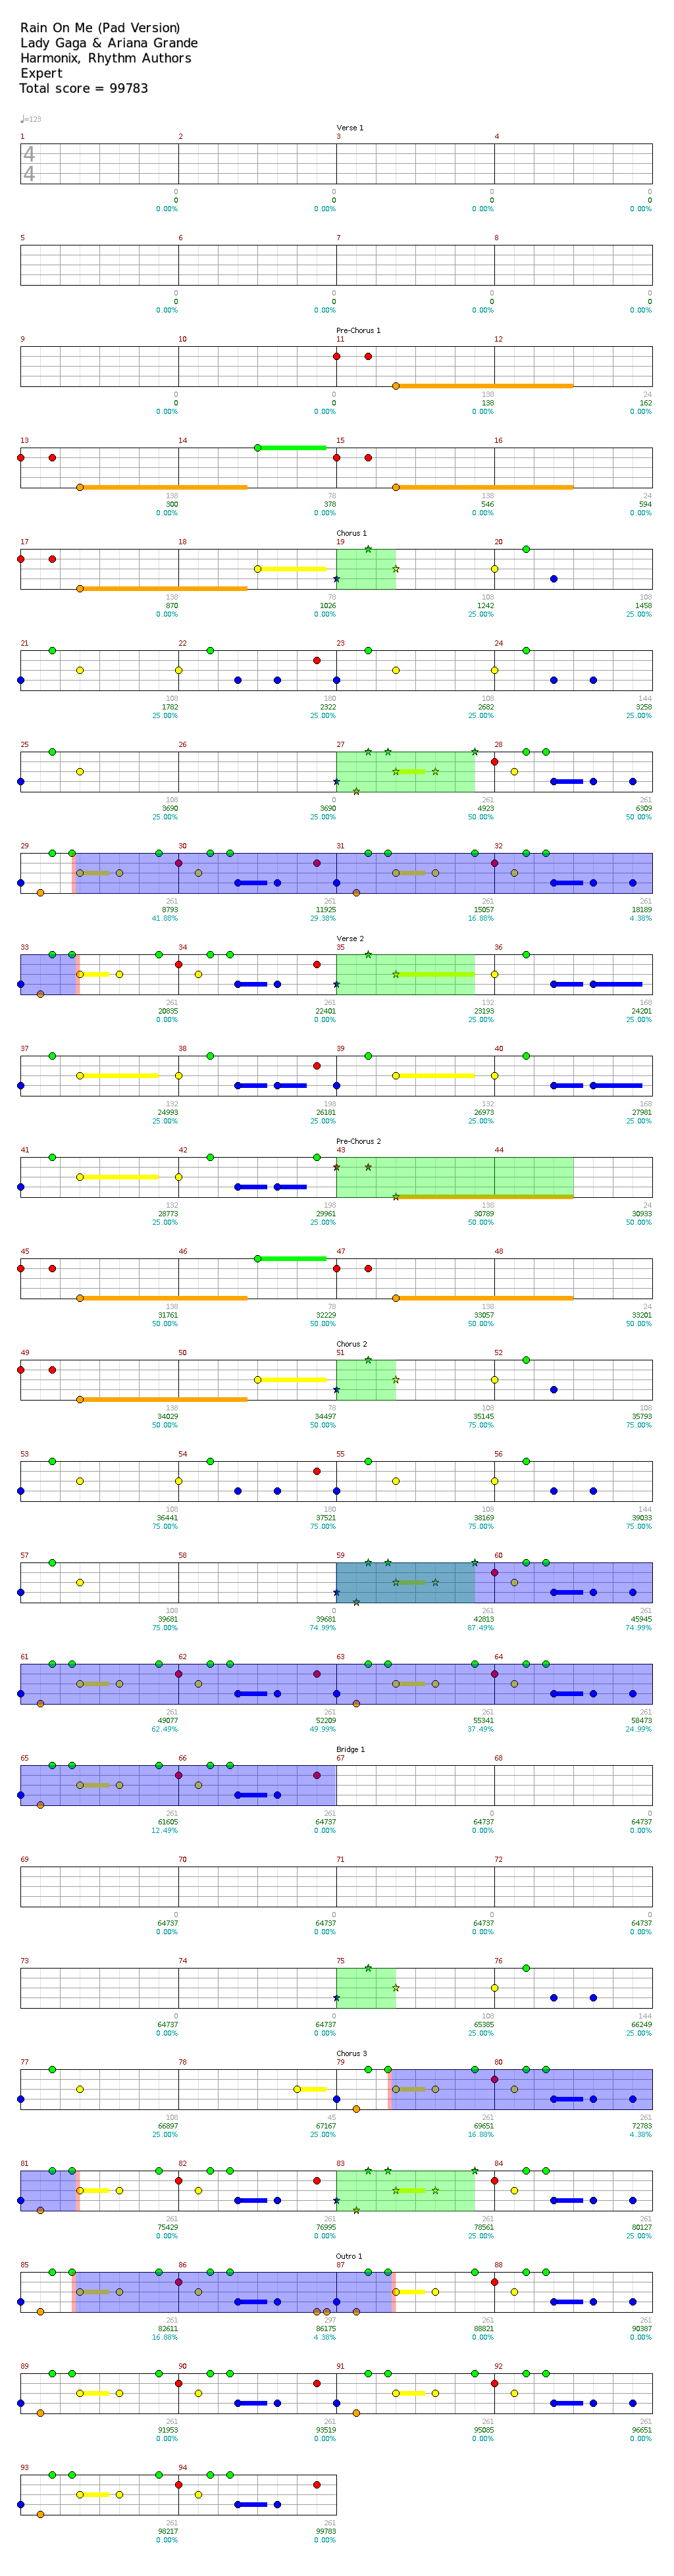 Rain On Me (Pad Version)
Lady Gaga & Ariana Grande
Harmonix, Rhythm Authors
Expert
Total score = 99783
♩=123
Verse 1
1 2 3 4
4
4
0 0 0 0
0 0 0 0
0.00% 0.00% 0.00% 0.00%
5 6 7 8
0 0 0 0
0 0 0 0
0.00% 0.00% 0.00% 0.00%
Pre-Chorus 1
9 10 11 12
0 0 138 24
0 0 138 162
0.00% 0.00% 0.00% 0.00%
13 14 15 16
138 78 138 24
300 378 546 594
0.00% 0.00% 0.00% 0.00%
Chorus 1
17 18 19 20
138 78 108 108
870 1026 1242 1458
0.00% 0.00% 25.00% 25.00%
21 22 23 24
108 180 108 144
1782 2322 2682 3258
25.00% 25.00% 25.00% 25.00%
25 26 27 28
108 0 261 261
3690 3690 4923 6309
25.00% 25.00% 50.00% 50.00%
29 30 31 32
261 261 261 261
8793 11925 15057 18189
41.88% 29.38% 16.88% 4.38%
Verse 2
33 34 35 36
261 261 132 168
20835 22401 23193 24201
0.00% 0.00% 25.00% 25.00%
37 38 39 40
132 198 132 168
24993 26181 26973 27981
25.00% 25.00% 25.00% 25.00%
Pre-Chorus 2
41 42 43 44
132 198 138 24
28773 29961 30789 30933
25.00% 25.00% 50.00% 50.00%
45 46 47 48
138 78 138 24
31761 32229 33057 33201
50.00% 50.00% 50.00% 50.00%
Chorus 2
49 50 51 52
138 78 108 108
34029 34497 35145 35793
50.00% 50.00% 75.00% 75.00%
53 54 55 56
108 180 108 144
36441 37521 38169 39033
75.00% 75.00% 75.00% 75.00%
57 58 59 60
108 0 261 261
39681 39681 42813 45945
75.00% 74.99% 87.49% 74.99%
61 62 63 64
261 261 261 261
49077 52209 55341 58473
62.49% 49.99% 37.49% 24.99%
Bridge 1
65 66 67 68
261 261 0 0
61605 64737 64737 64737
12.49% 0.00% 0.00% 0.00%
69 70 71 72
0 0 0 0
64737 64737 64737 64737
0.00% 0.00% 0.00% 0.00%
73 74 75 76
0 0 108 144
64737 64737 65385 66249
0.00% 0.00% 25.00% 25.00%
Chorus 3
77 78 79 80
108 45 261 261
66897 67167 69651 72783
25.00% 25.00% 16.88% 4.38%
81 82 83 84
261 261 261 261
75429 76995 78561 80127
0.00% 0.00% 25.00% 25.00%
Outro 1
85 86 87 88
261 297 261 261
82611 86175 88821 90387
16.88% 4.38% 0.00% 0.00%
89 90 91 92
261 261 261 261
91953 93519 95085 96651
0.00% 0.00% 0.00% 0.00%
93 94
261 261
98217 99783
0.00% 0.00%